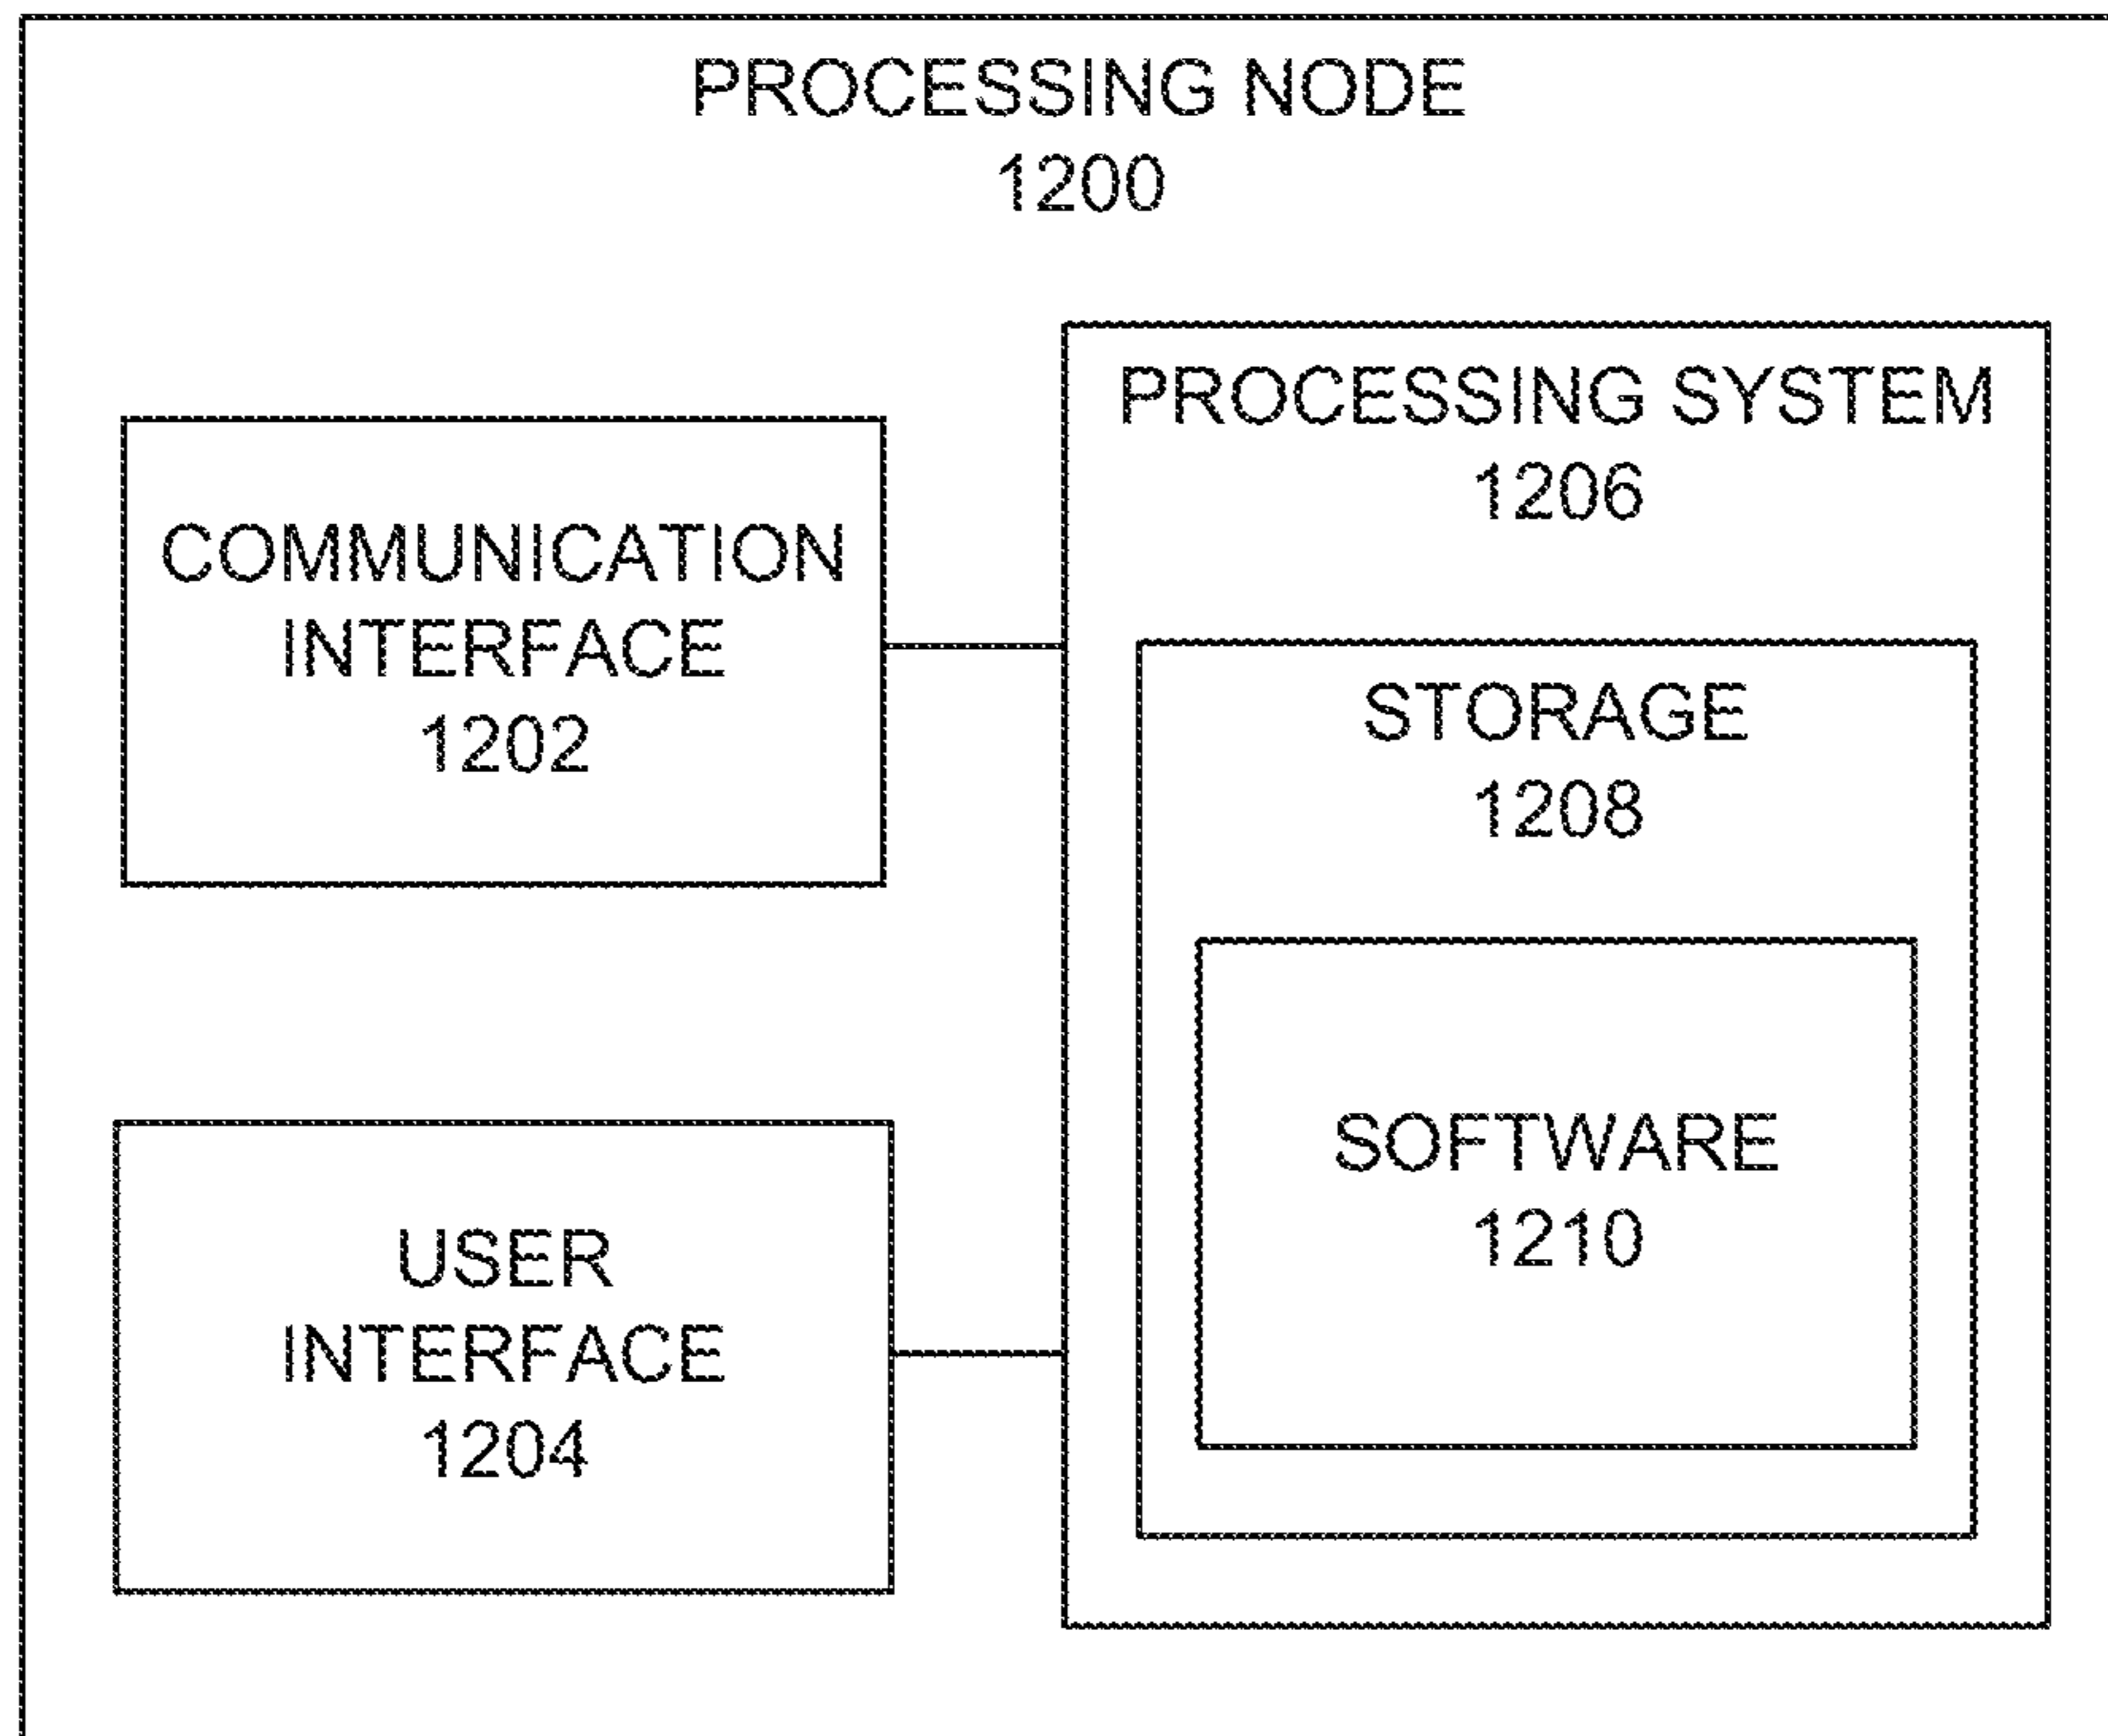 PROCESSING NODE
1200
PROCESSING SYSTEM
1206
COMMUNICATION
INTERFACE
1202
STORAGE
1208
SOFTWARE
1210
USER
INTERFACE
1204